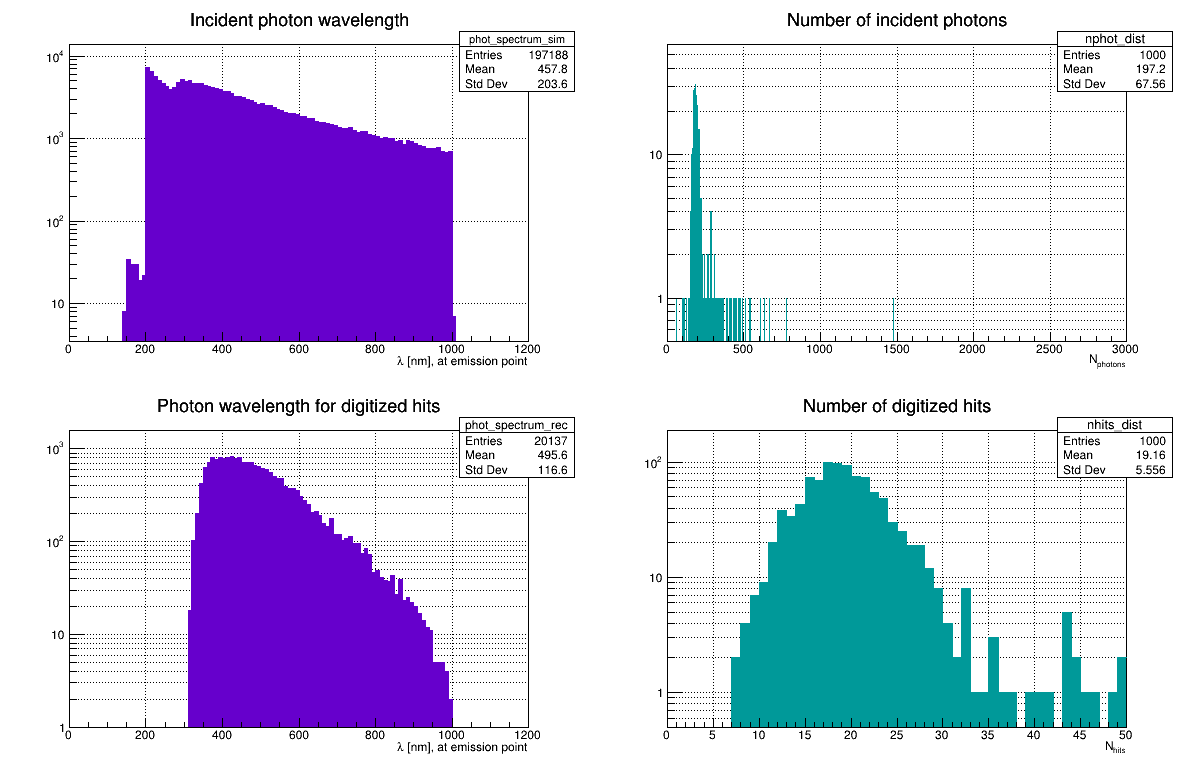 Incident photon wavelength
phot_spectrum_sim
Entries 197188
Mean 457.8
Std Dev 203.6
10^4
10^3
10^2
10
0 200 400 600 800 1000 1200
λ [nm], at emission point
Number of incident photons
nphot_dist
Entries 1000
Mean 197.2
Std Dev 67.56
10
1
0 500 1000 1500 2000 2500 3000
N_photons
Photon wavelength for digitized hits
phot_spectrum_rec
Entries 20137
Mean 495.6
Std Dev 116.6
10^3
10^2
10
1
0 200 400 600 800 1000 1200
λ [nm], at emission point
Number of digitized hits
nhits_dist
Entries 1000
Mean 19.16
Std Dev 5.556
10^2
10
1
0 5 10 15 20 25 30 35 40 45 50
N_hits